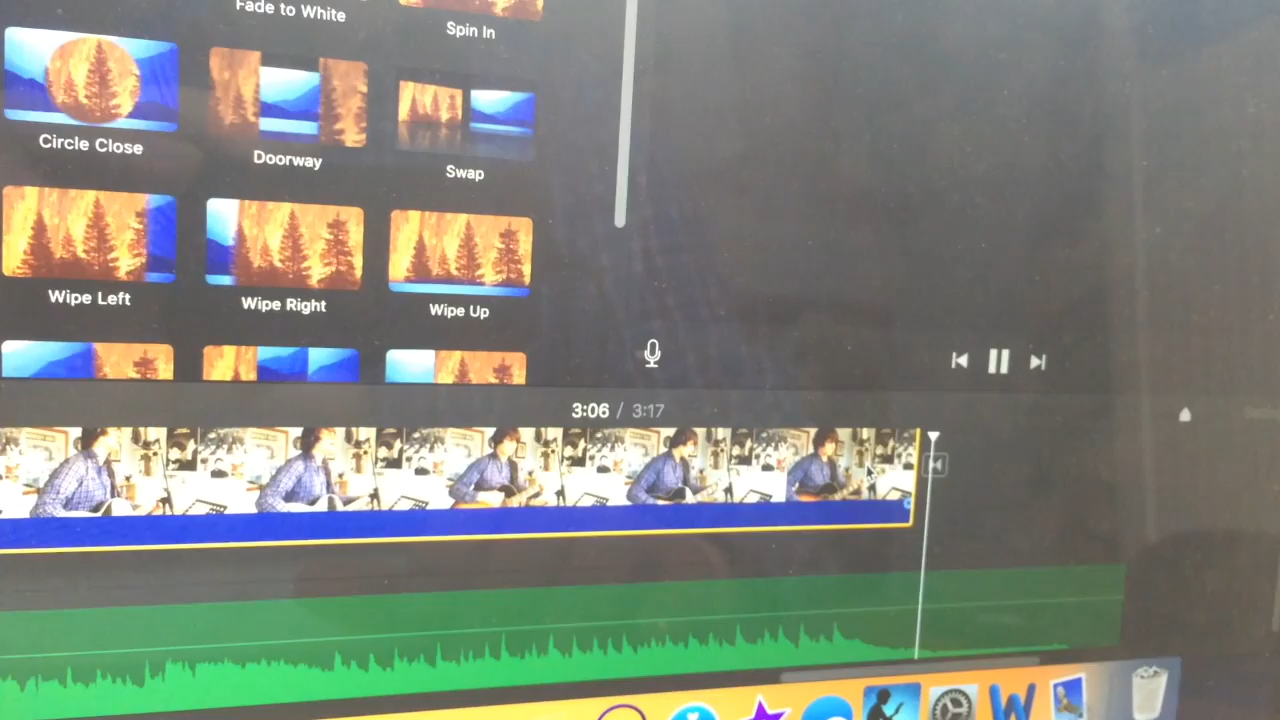 Fade to White
Spin In
Circle Close
Doorway
Swap
Wipe Left
Wipe Right
Wipe Up
3:06 / 3:17
W